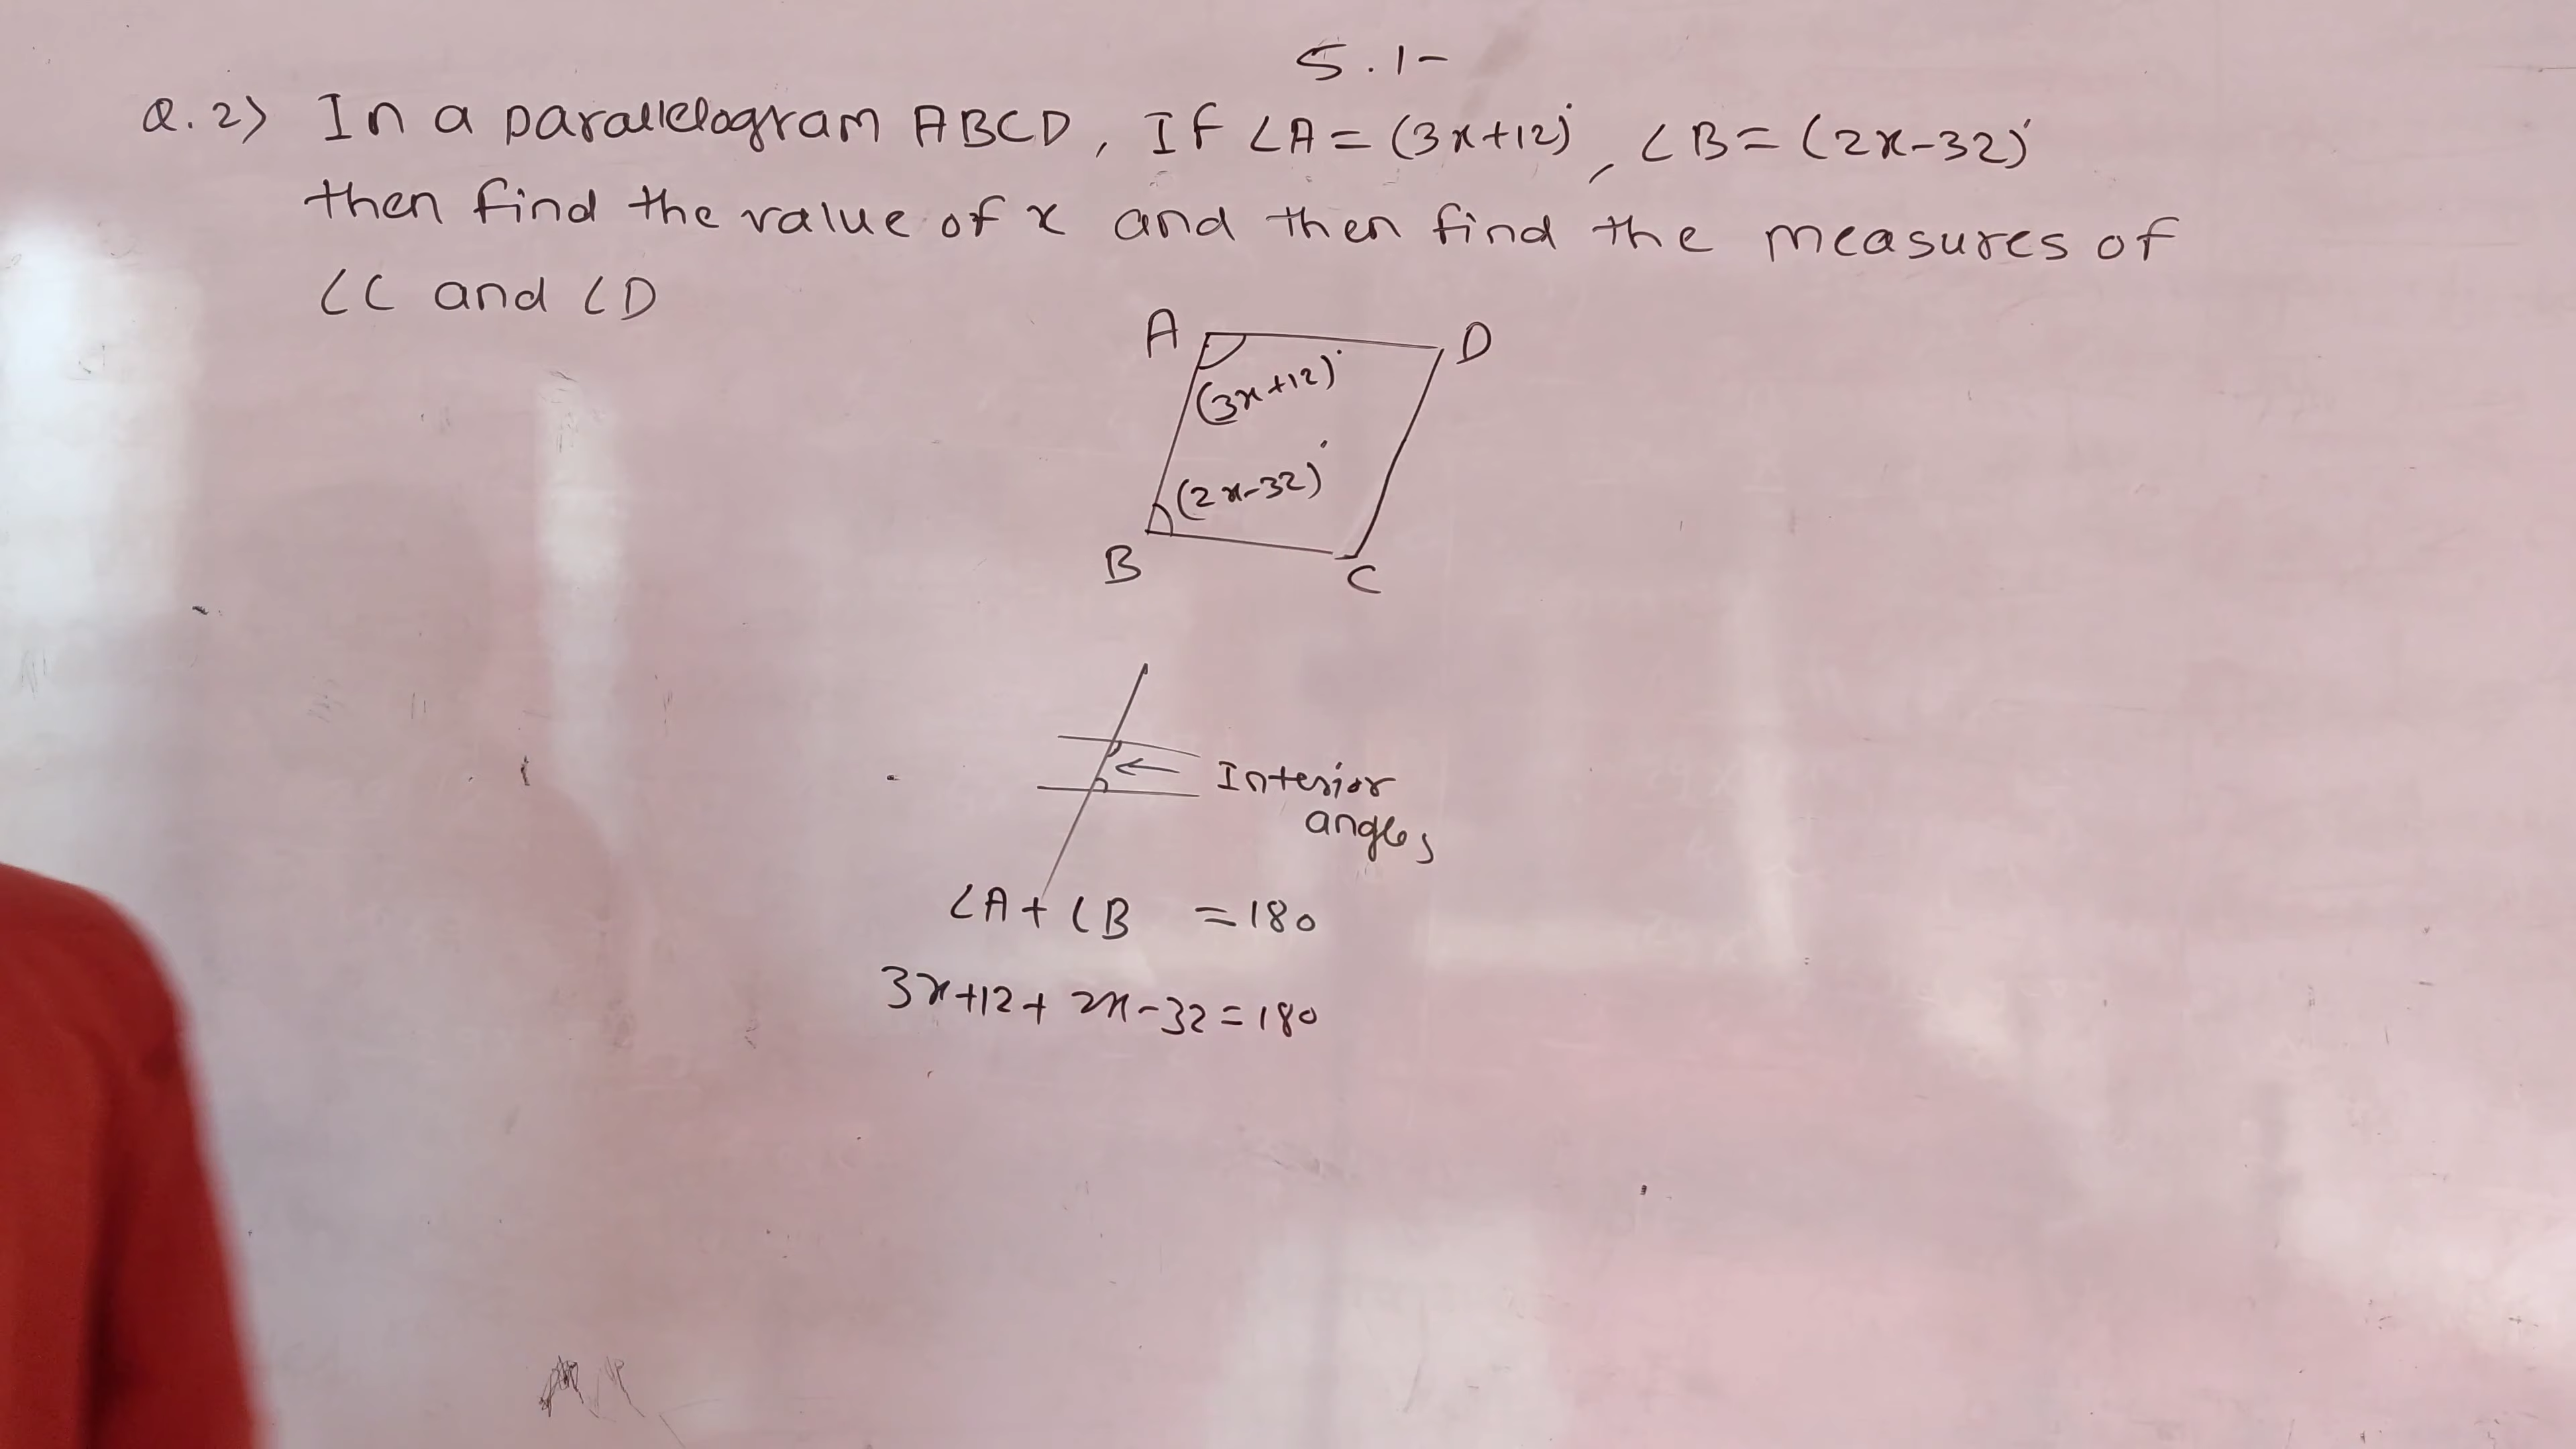 5.1-
Q.2) In a parallelogram ABCD, If ∠A = (3x+12)°, ∠B = (2x-32)°
then find the value of x and then find the measures of
∠C and ∠D
A D
(3x+12)°
(2x-32)°
B C
Interior
angles
∠A + ∠B = 180
3x+12+ 2x-32=180